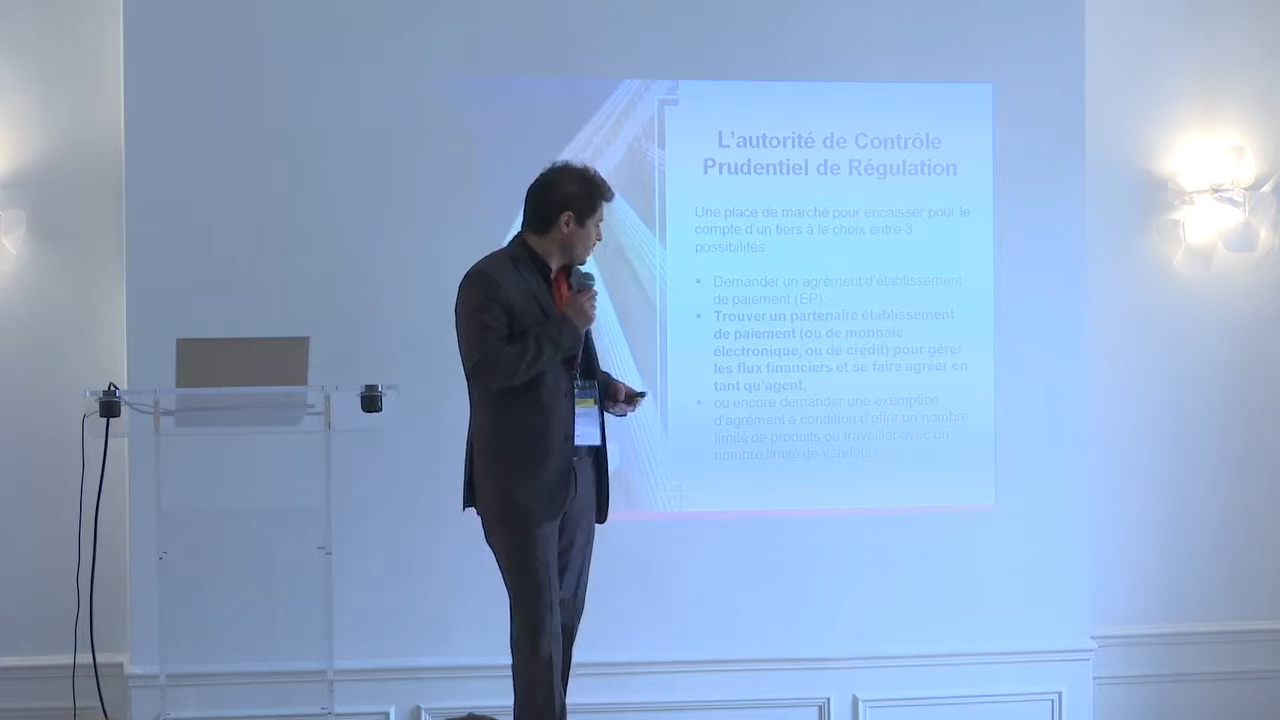 L'autorité de Contrôle
Prudentiel de Régulation
Une place de marché pour encaisser pour le
compte d'un tiers à le choix entre 3
possibilités
▪ Demander un agrément d'établissement
de paiement (EP)
▪ Trouver un partenaire établissement
de paiement (ou de monnaie
électronique, ou de crédit) pour gérer
les flux financiers et se faire agréer en
tant qu'agent,
▪ ou encore demander une exemption
d'agrément à condition d'offrir un nombre
limité de produits ou travailler avec un
nombre limité de vendeurs